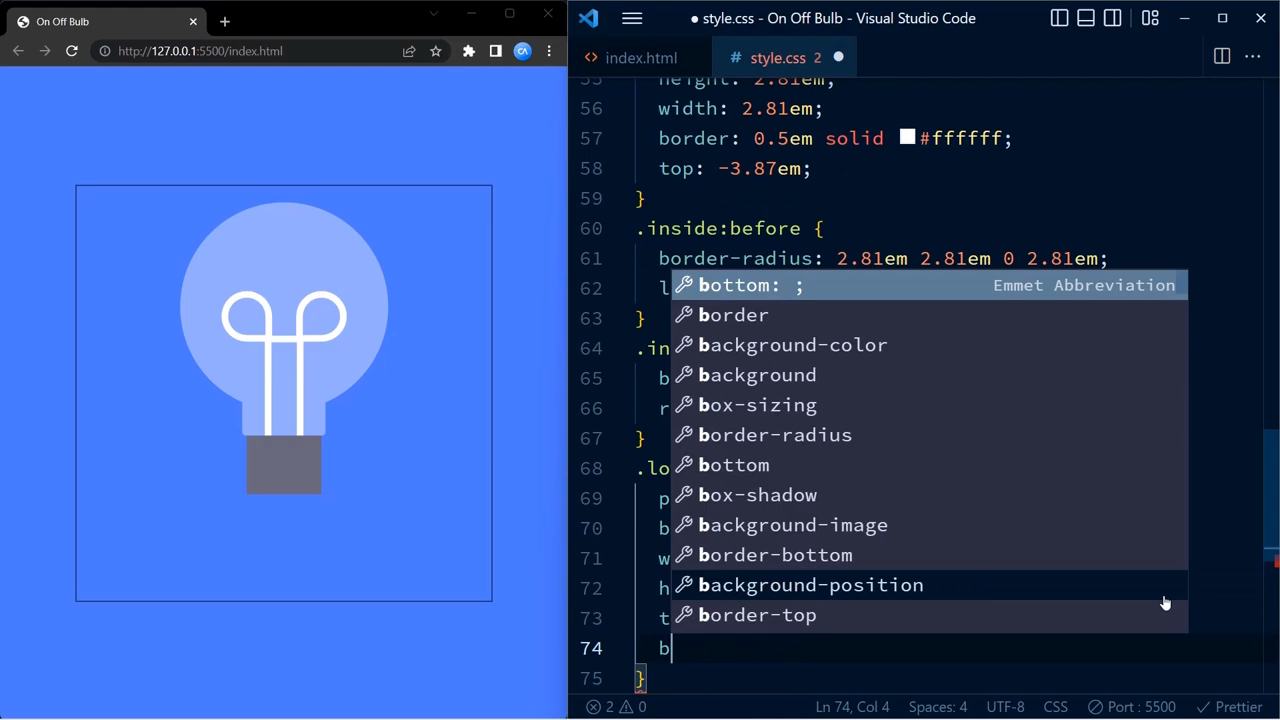 On Off Bulb
http://127.0.0.1:5500/index.html
style.css - On Off Bulb - Visual Studio Code
index.html
# style.css 2
height: 2.81em;
56 width: 2.81em;
57 border: 0.5em solid #ffffff;
58 top: -3.87em;
59 }
60 .inside:before {
61 border-radius: 2.81em 2.81em 0 2.81em;
62 l
63 }
64 .in
65 b
66 r
67 }
68 .lo
69 p
70 b
71 w
72 h
73 t
74 b
75 }
bottom: ; Emmet Abbreviation
border
background-color
background
box-sizing
border-radius
bottom
box-shadow
background-image
border-bottom
background-position
border-top
2 0 Ln 74, Col 4 Spaces: 4 UTF-8 CSS Port : 5500 Prettier